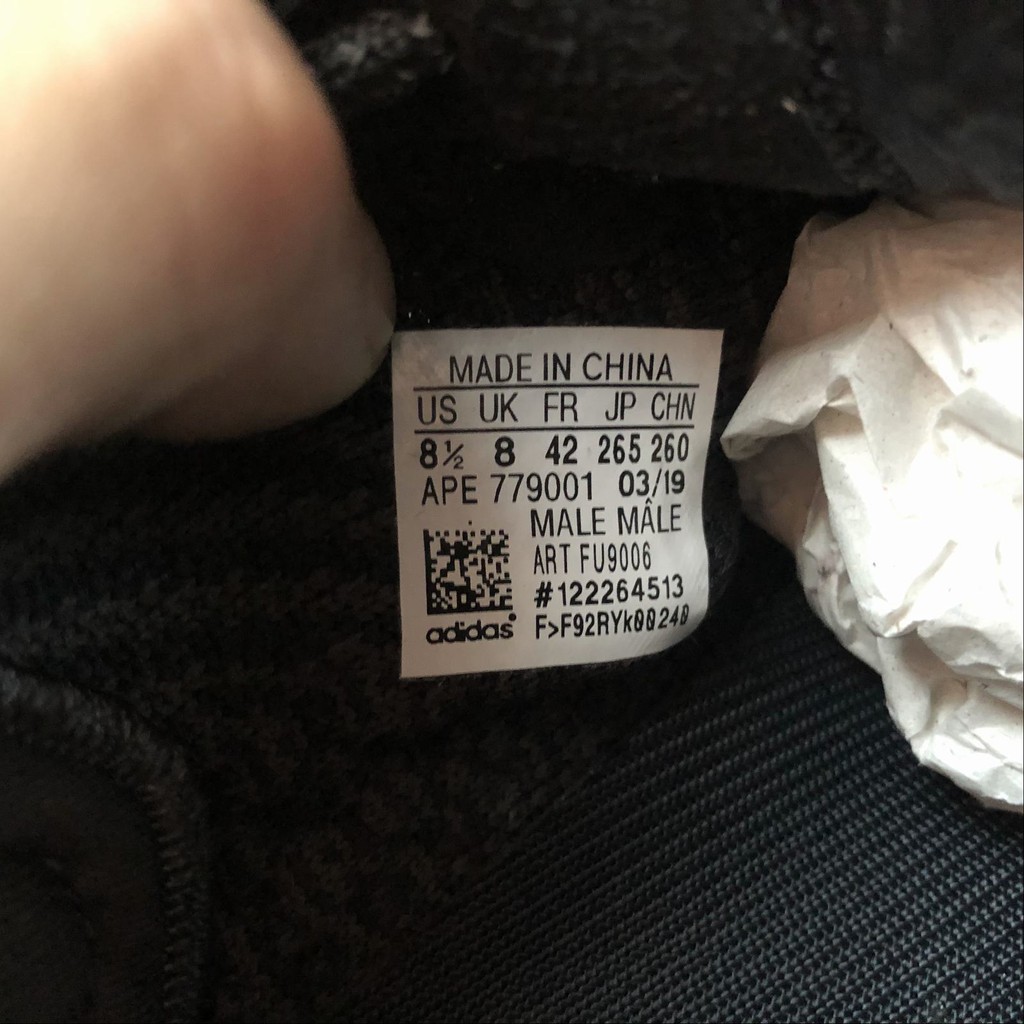 MADE IN CHINA
US UK FR JP CHN
8½ 8 42 265 260
APE 779001 03/19
MALE MÂLE
ART FU9006
#122264513
adidas F>F92RYk00240